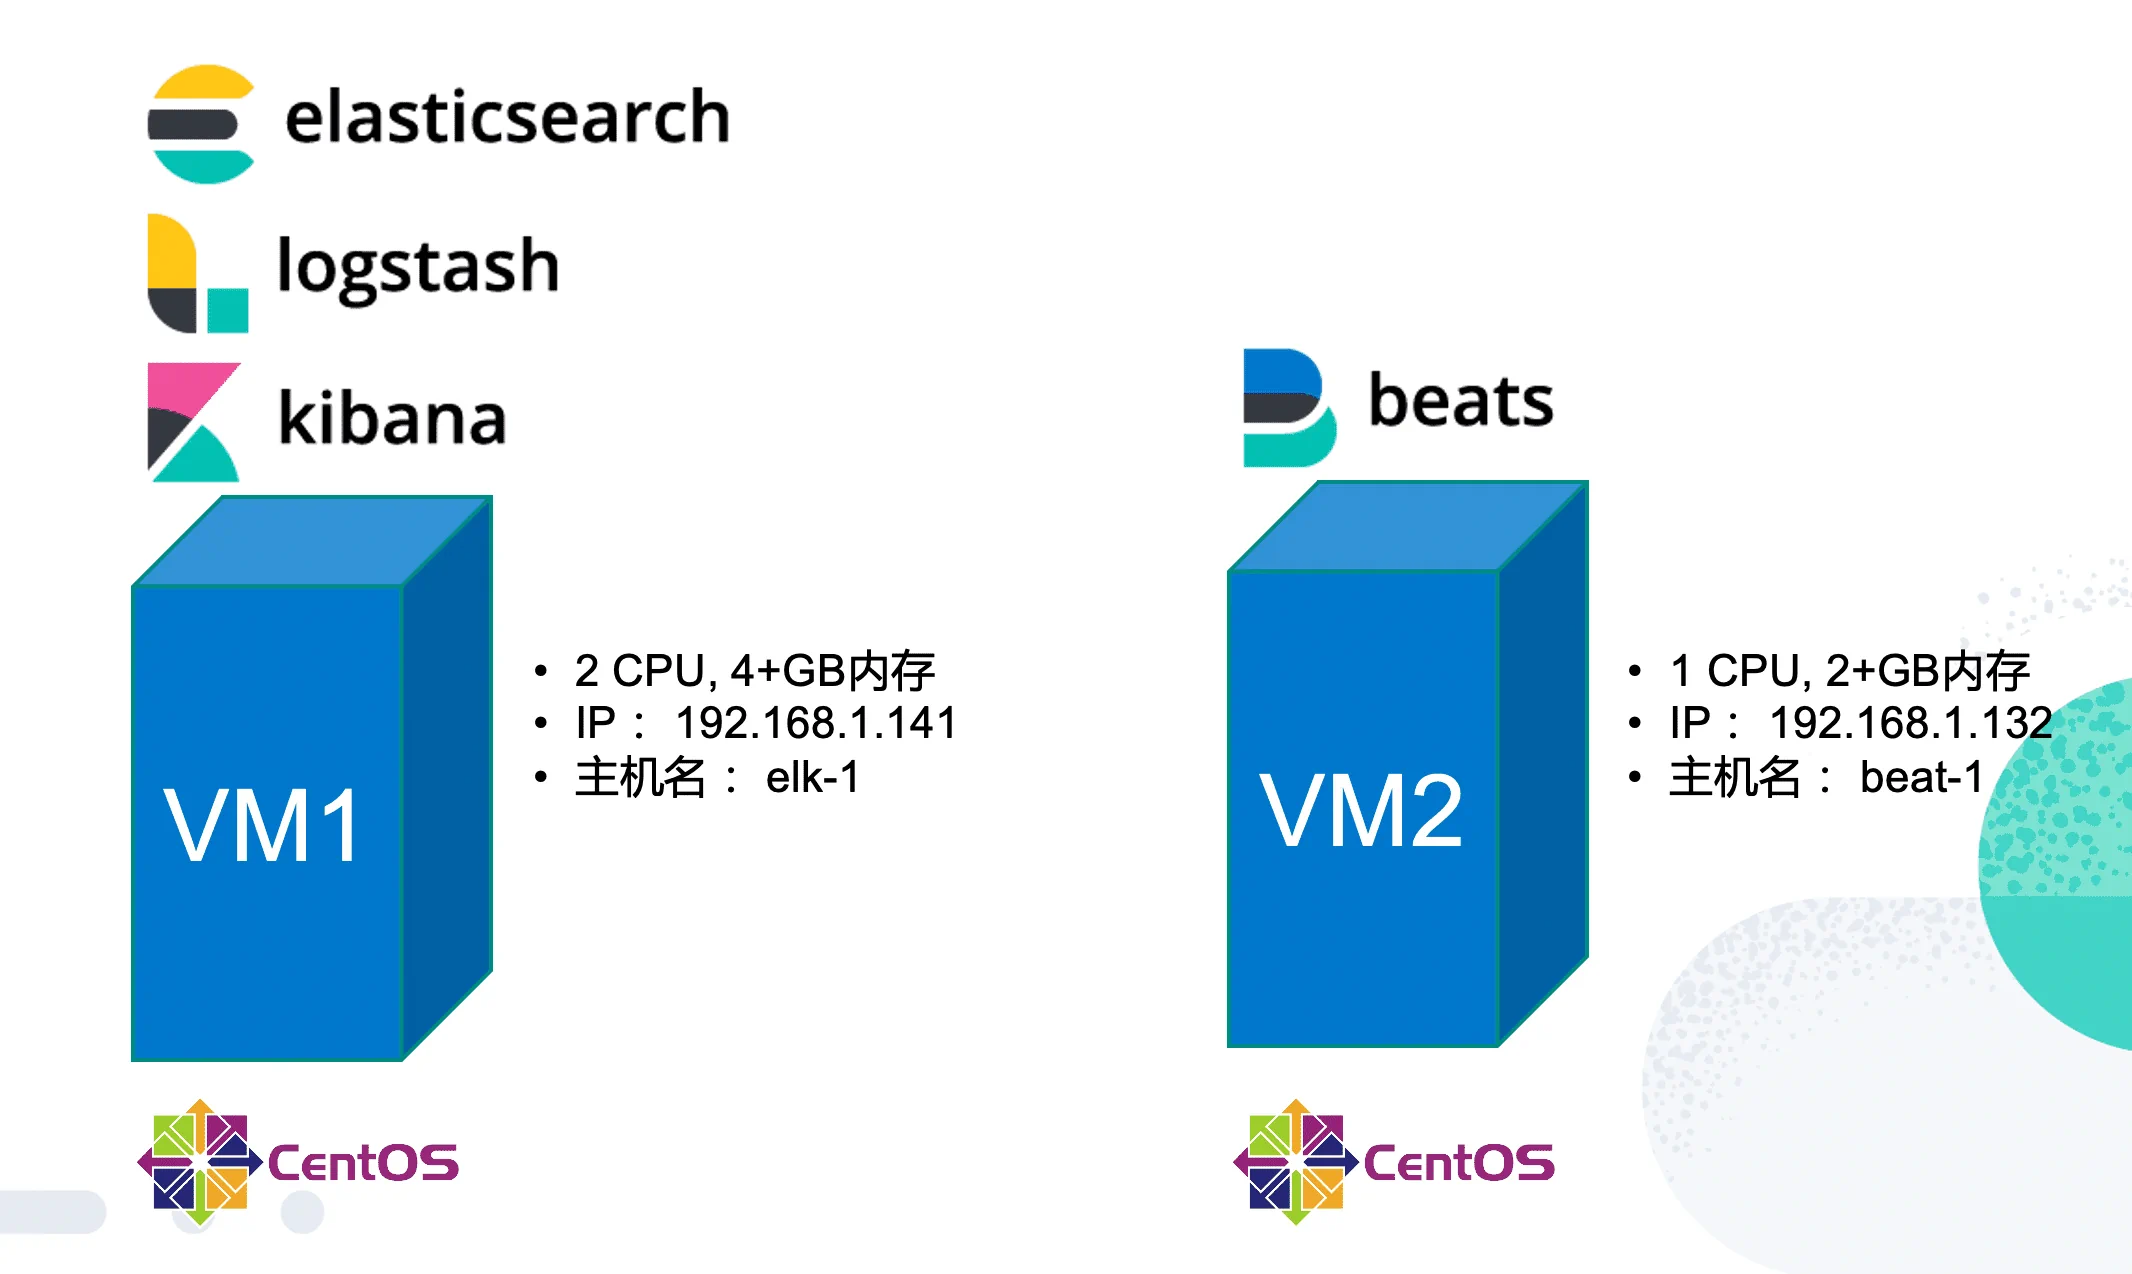 elasticsearch
logstash
kibana
VM1
• 2 CPU, 4+GB内存
• IP： 192.168.1.141
• 主机名： elk-1
CentOS
beats
VM2
• 1 CPU, 2+GB内存
• IP： 192.168.1.132
• 主机名： beat-1
CentOS